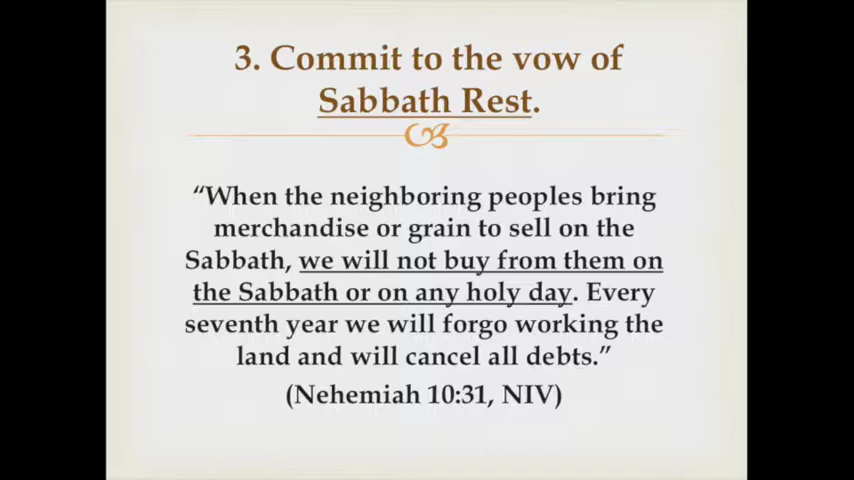 3. Commit to the vow of
Sabbath Rest.
“When the neighboring peoples bring
merchandise or grain to sell on the
Sabbath, we will not buy from them on
the Sabbath or on any holy day. Every
seventh year we will forgo working the
land and will cancel all debts.”
(Nehemiah 10:31, NIV)